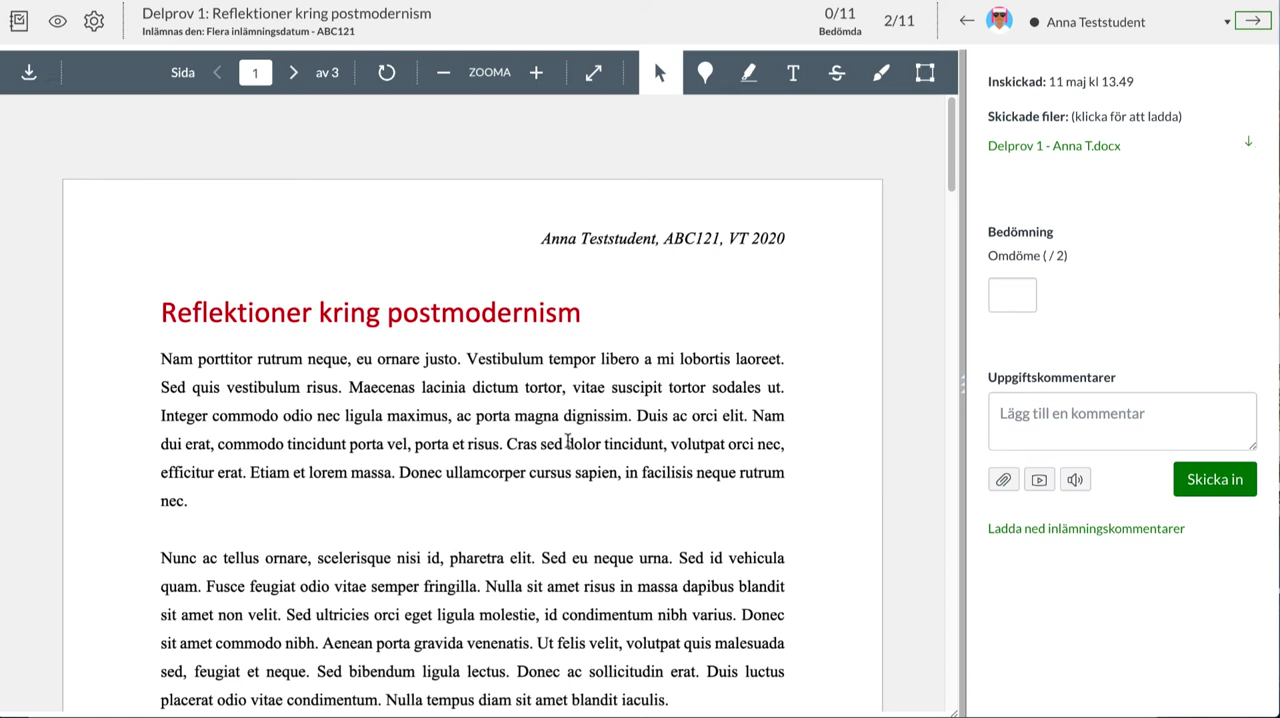 Delprov 1: Reflektioner kring postmodernism
Inlämnas den: Flera inlämningsdatum - ABC121
0/11
Bedömda
2/11
Anna Teststudent
Sida
1
av 3
ZOOMA
T
S
Anna Teststudent, ABC121, VT 2020
Reflektioner kring postmodernism
Nam porttitor rutrum neque, eu ornare justo. Vestibulum tempor libero a mi lobortis laoreet.
Sed quis vestibulum risus. Maecenas lacinia dictum tortor, vitae suscipit tortor sodales ut.
Integer commodo odio nec ligula maximus, ac porta magna dignissim. Duis ac orci elit. Nam
dui erat, commodo tincidunt porta vel, porta et risus. Cras sed dolor tincidunt, volutpat orci nec,
efficitur erat. Etiam et lorem massa. Donec ullamcorper cursus sapien, in facilisis neque rutrum
nec.
Nunc ac tellus ornare, scelerisque nisi id, pharetra elit. Sed eu neque urna. Sed id vehicula
quam. Fusce feugiat odio vitae semper fringilla. Nulla sit amet risus in massa dapibus blandit
sit amet non velit. Sed ultricies orci eget ligula molestie, id condimentum nibh varius. Donec
sit amet commodo nibh. Aenean porta gravida venenatis. Ut felis velit, volutpat quis malesuada
sed, feugiat et neque. Sed bibendum ligula lectus. Donec ac sollicitudin erat. Duis luctus
placerat odio vitae condimentum. Nulla tempus diam sit amet blandit iaculis.
Inskickad: 11 maj kl 13.49
Skickade filer: (klicka för att ladda)
Delprov 1 - Anna T.docx
Bedömning
Omdöme ( / 2)
Uppgiftskommentarer
Lägg till en kommentar
Skicka in
Ladda ned inlämningskommentarer